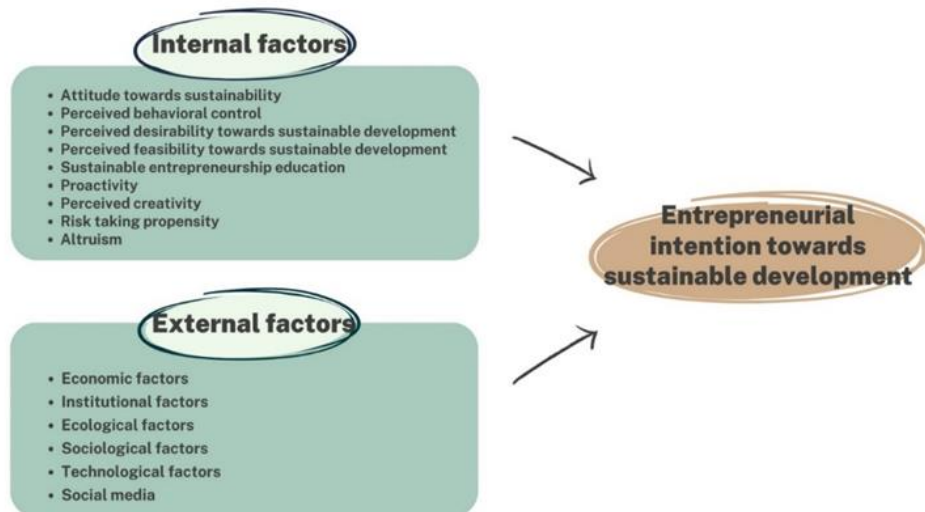 Internal factors
• Attitude towards sustainability
• Perceived behavioral control
• Perceived desirability towards sustainable development
• Perceived feasibility towards sustainable development
• Sustainable entrepreneurship education
• Proactivity
• Perceived creativity
• Risk taking propensity
• Altruism
External factors
• Economic factors
• Institutional factors
• Ecological factors
• Sociological factors
• Technological factors
• Social media
Entrepreneurial
intention towards
sustainable development